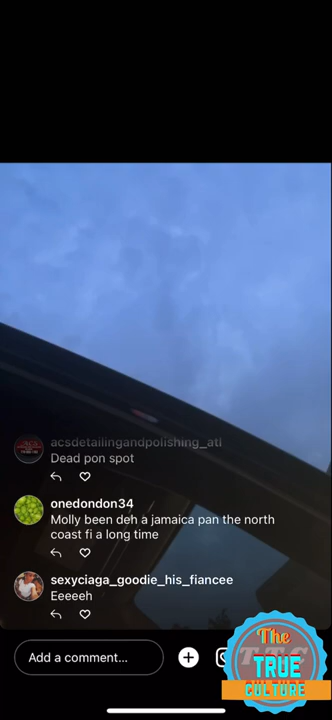 acsdetailingandpolishing_atl
Dead pon spot
onedondon34
Molly been deh a jamaica pan the north
coast fi a long time
sexyciaga_goodie_his_fiancee
Eeeeeh
Add a comment...
The
TRUE
CULTURE